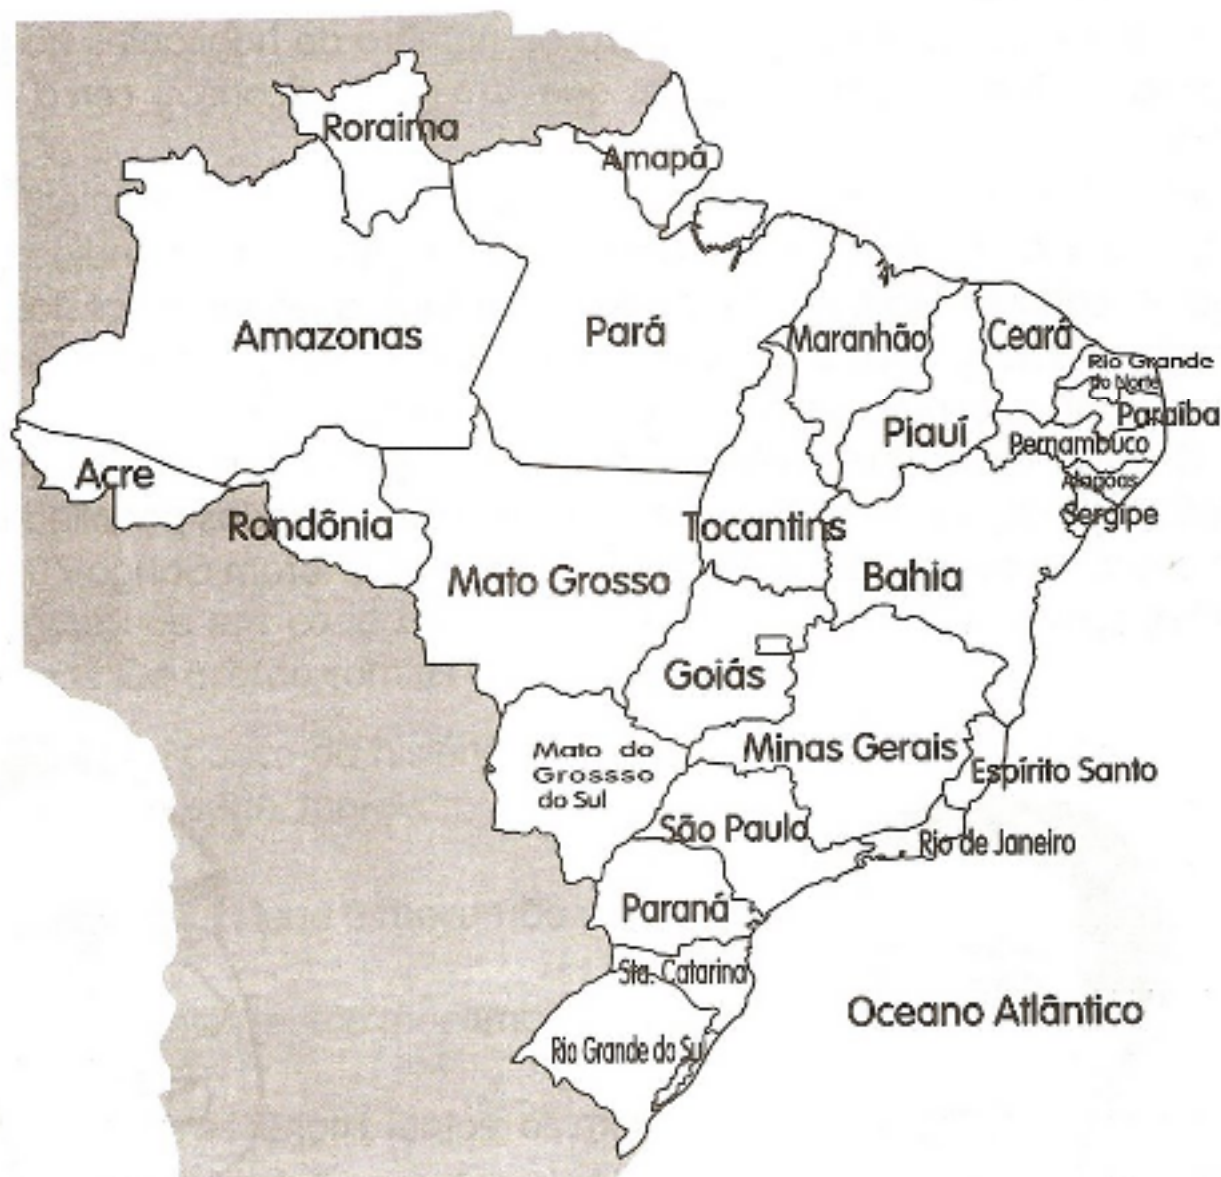 Roraima
Amapá
Amazonas
Pará
Maranhão
Ceará
Rio Grande
do Norte
Paraíba
Piauí
Pernambuco
Acre
Alagoas
Sergipe
Rondônia
Tocantins
Mato Grosso
Bahia
Goiás
Mato do
Grossso
do Sul
Minas Gerais
Espírito Santo
São Paulo
Rio de Janeiro
Paraná
Sta. Catarina
Oceano Atlântico
Rio Grande do Sul